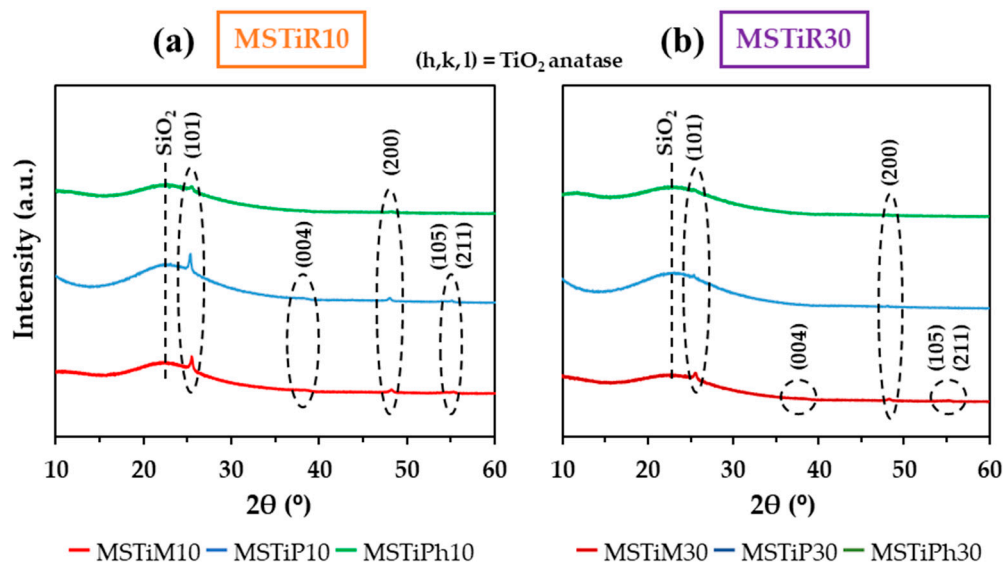 (a) MSTiR10
(b) MSTiR30
(h,k,l) = TiO₂ anatase
Intensity (a.u.)
SiO₂
(101)
(004)
(200)
(105)
(211)
10 20 30 40 50 60
2θ (º)
MSTiM10 MSTiP10 MSTiPh10
SiO₂
(101)
(004)
(200)
(105)
(211)
10 20 30 40 50 60
2θ (º)
MSTiM30 MSTiP30 MSTiPh30